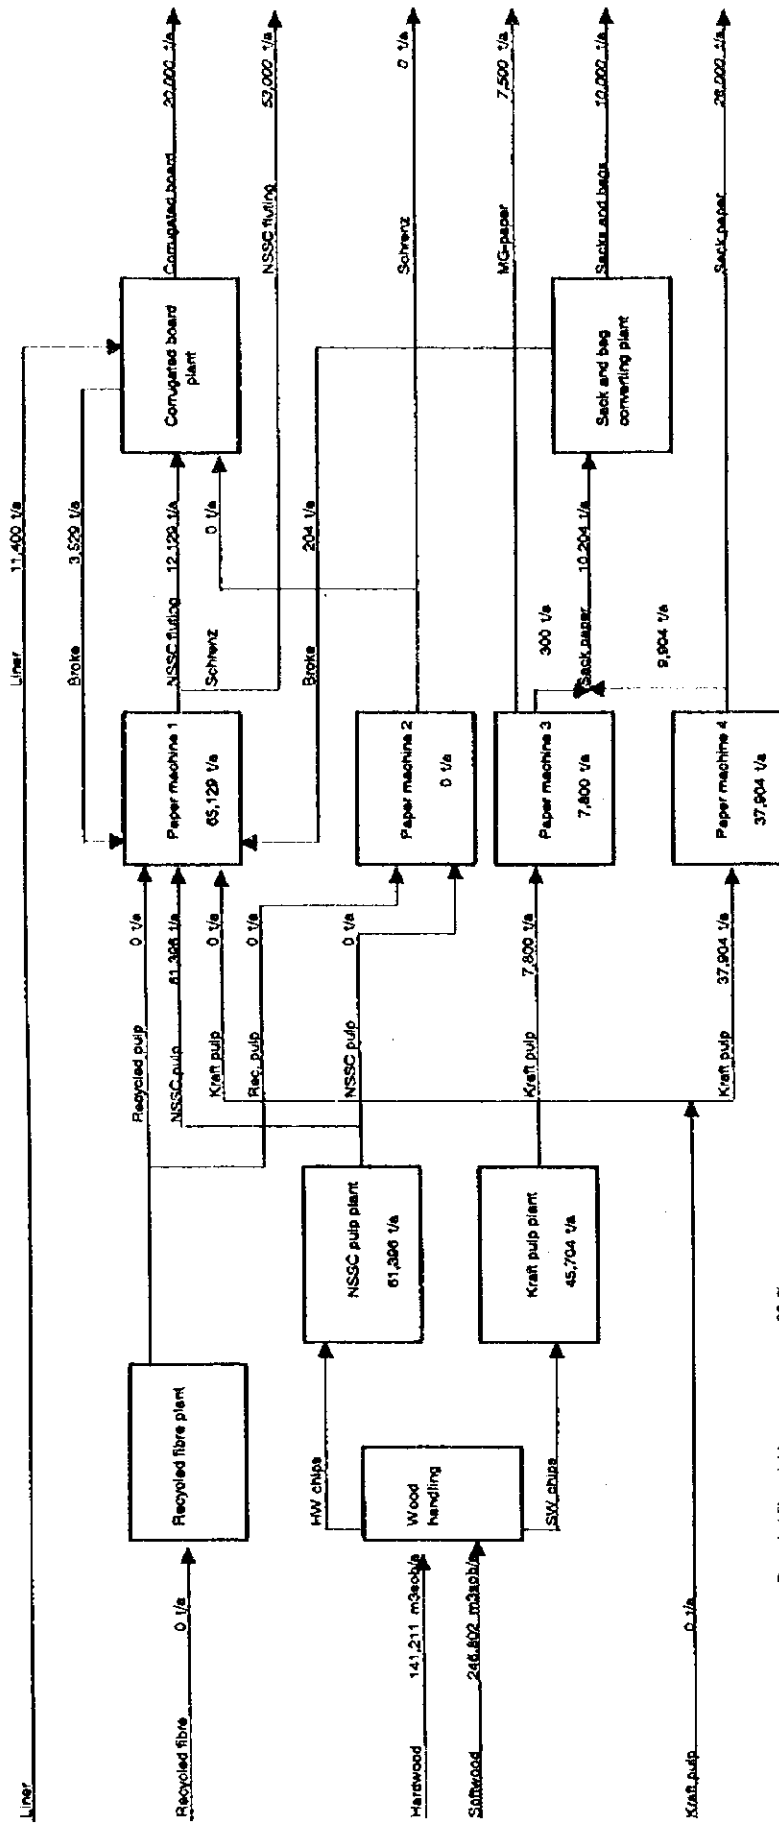 Liner 11,400 t/a
Liner
Broke 3,529 t/a
Recycled fibre 0 t/a
Recycled fibre plant
Recycled pulp 0 t/a
NSSC pulp 61,396 t/a
Kraft pulp 0 t/a
Rec. pulp 0 t/a
Paper machine 1
65,129 t/a
NSSC fluting 12,129 t/a
Schrenz 0 t/a
Corrugated board
plant
Corrugated board 20,000 t/a
NSSC fluting 53,000 t/a
Broke 204 t/a
Hardwood 141,211 m3sob/a
Softwood 246,802 m3sob/a
Wood
handling
HW chips
SW chips
NSSC pulp plant
61,396 t/a
NSSC pulp 0 t/a
Paper machine 2
0 t/a
Schrenz 0 t/a
Kraft pulp plant
45,704 t/a
Kraft pulp 7,800 t/a
Paper machine 3
7,800 t/a
MG-paper 7,500 t/a
300 t/a
Sack paper 10,204 t/a
9,904 t/a
Sack and bag
converting plant
Sacks and bags 10,000 t/a
Kraft pulp 0 t/a
Kraft pulp 37,904 t/a
Paper machine 4
37,904 t/a
Sack paper 28,000 t/a